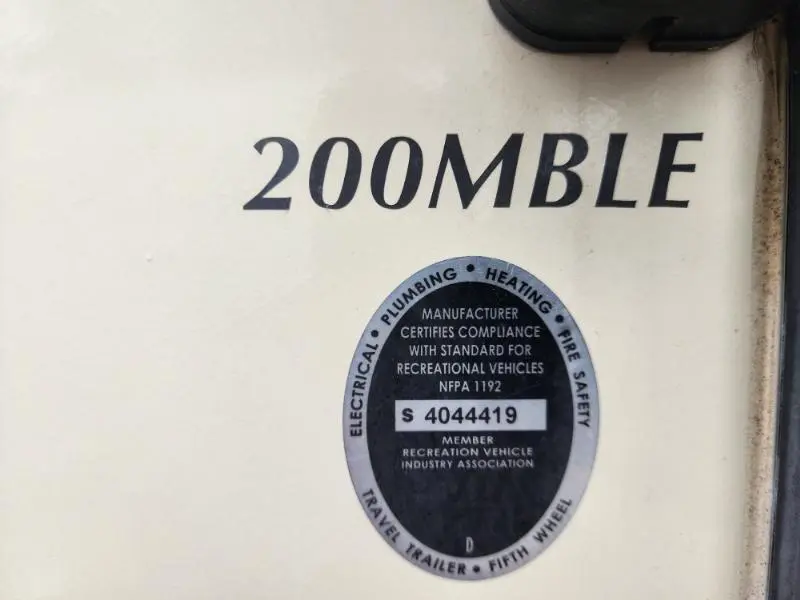 200MBLE
ELECTRICAL • PLUMBING • HEATING • FIRE SAFETY
MANUFACTURER
CERTIFIES COMPLIANCE
WITH STANDARD FOR
RECREATIONAL VEHICLES
NFPA 1192
S 4044419
MEMBER
RECREATION VEHICLE
INDUSTRY ASSOCIATION
D
TRAVEL TRAILER • FIFTH WHEEL